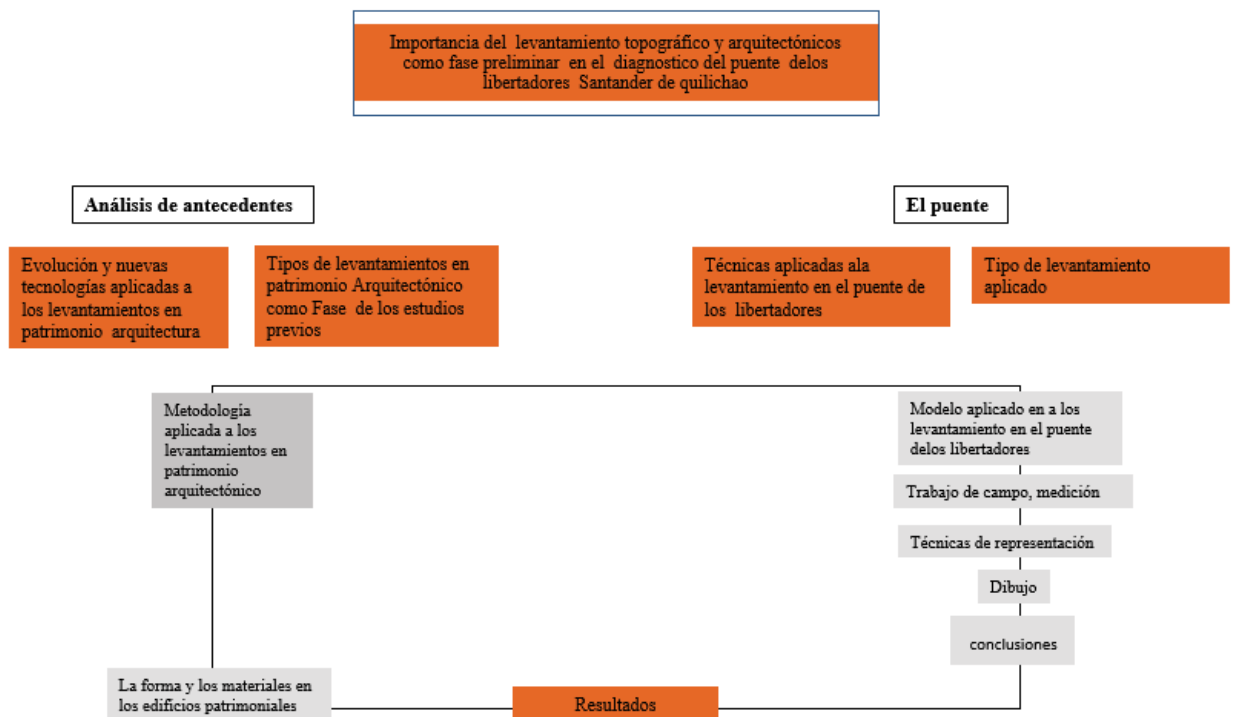 Importancia del levantamiento topográfico y arquitectónicos
como fase preliminar en el diagnostico del puente delos
libertadores Santander de quilichao
Análisis de antecedentes
El puente
Evolución y nuevas
tecnologías aplicadas a
los levantamientos en
patrimonio arquitectura
Tipos de levantamientos en
patrimonio Arquitectónico
como Fase de los estudios
previos
Técnicas aplicadas ala
levantamiento en el puente de
los libertadores
Tipo de levantamiento
aplicado
Metodología
aplicada a los
levantamientos en
patrimonio
arquitectónico
Modelo aplicado en a los
levantamiento en el puente
delos libertadores
Trabajo de campo, medición
Técnicas de representación
Dibujo
conclusiones
La forma y los materiales en
los edificios patrimoniales
Resultados